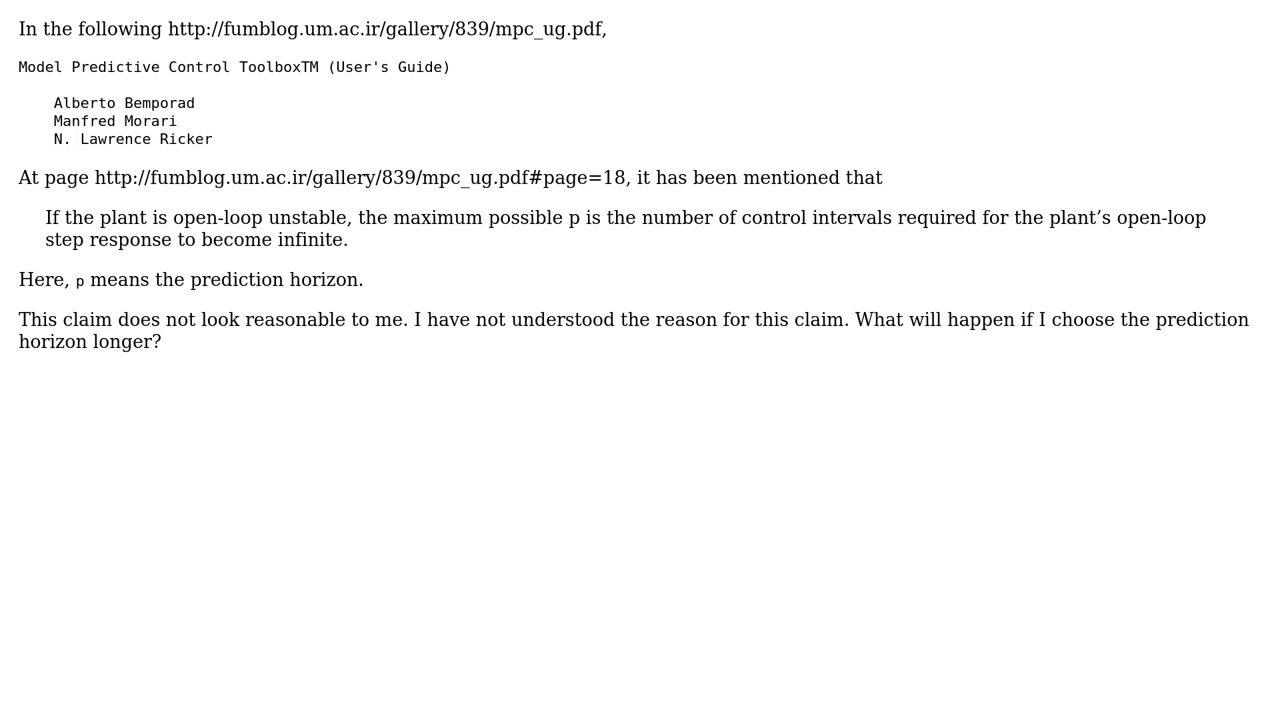 In the following http://fumblog.um.ac.ir/gallery/839/mpc_ug.pdf,
Model Predictive Control ToolboxTM (User's Guide)
Alberto Bemporad
Manfred Morari
N. Lawrence Ricker
At page http://fumblog.um.ac.ir/gallery/839/mpc_ug.pdf#page=18, it has been mentioned that
If the plant is open-loop unstable, the maximum possible p is the number of control intervals required for the plant’s open-loop
step response to become infinite.
Here, p means the prediction horizon.
This claim does not look reasonable to me. I have not understood the reason for this claim. What will happen if I choose the prediction
horizon longer?